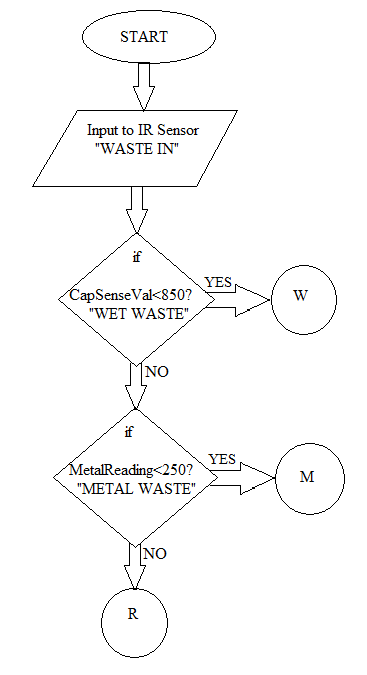 START
Input to IR Sensor
"WASTE IN"
if
CapSenseVal<850?
"WET WASTE"
YES
W
NO
if
MetalReading<250?
"METAL WASTE"
YES
M
NO
R